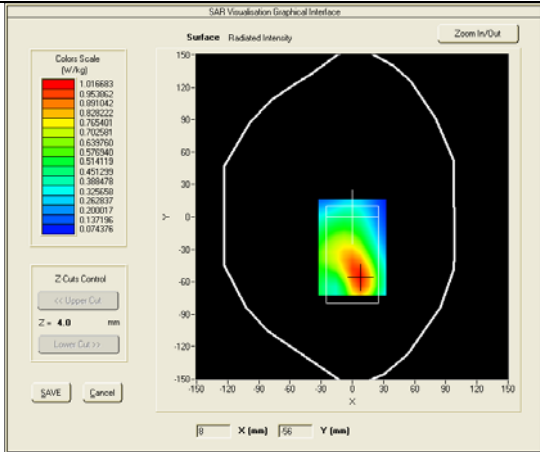 SAR Visualisation Graphical Interface
Surface Radiated Intensity
Zoom In/Out
Colors Scale
(W/kg)
1.016683
0.953862
0.891042
0.828222
0.765401
0.702581
0.639760
0.576940
0.514119
0.451299
0.388478
0.325658
0.262837
0.200017
0.137196
0.074376
Z Cuts Control
<< Upper Cut
Z = 4.0 mm
Lower Cut >>
SAVE Cancel
150
120
90
60
30
0
-30
-60
-90
-120
-150
Y
-150 -120 -90 -60 -30 0 30 60 90 120 150
X
8 X (mm) -56 Y (mm)